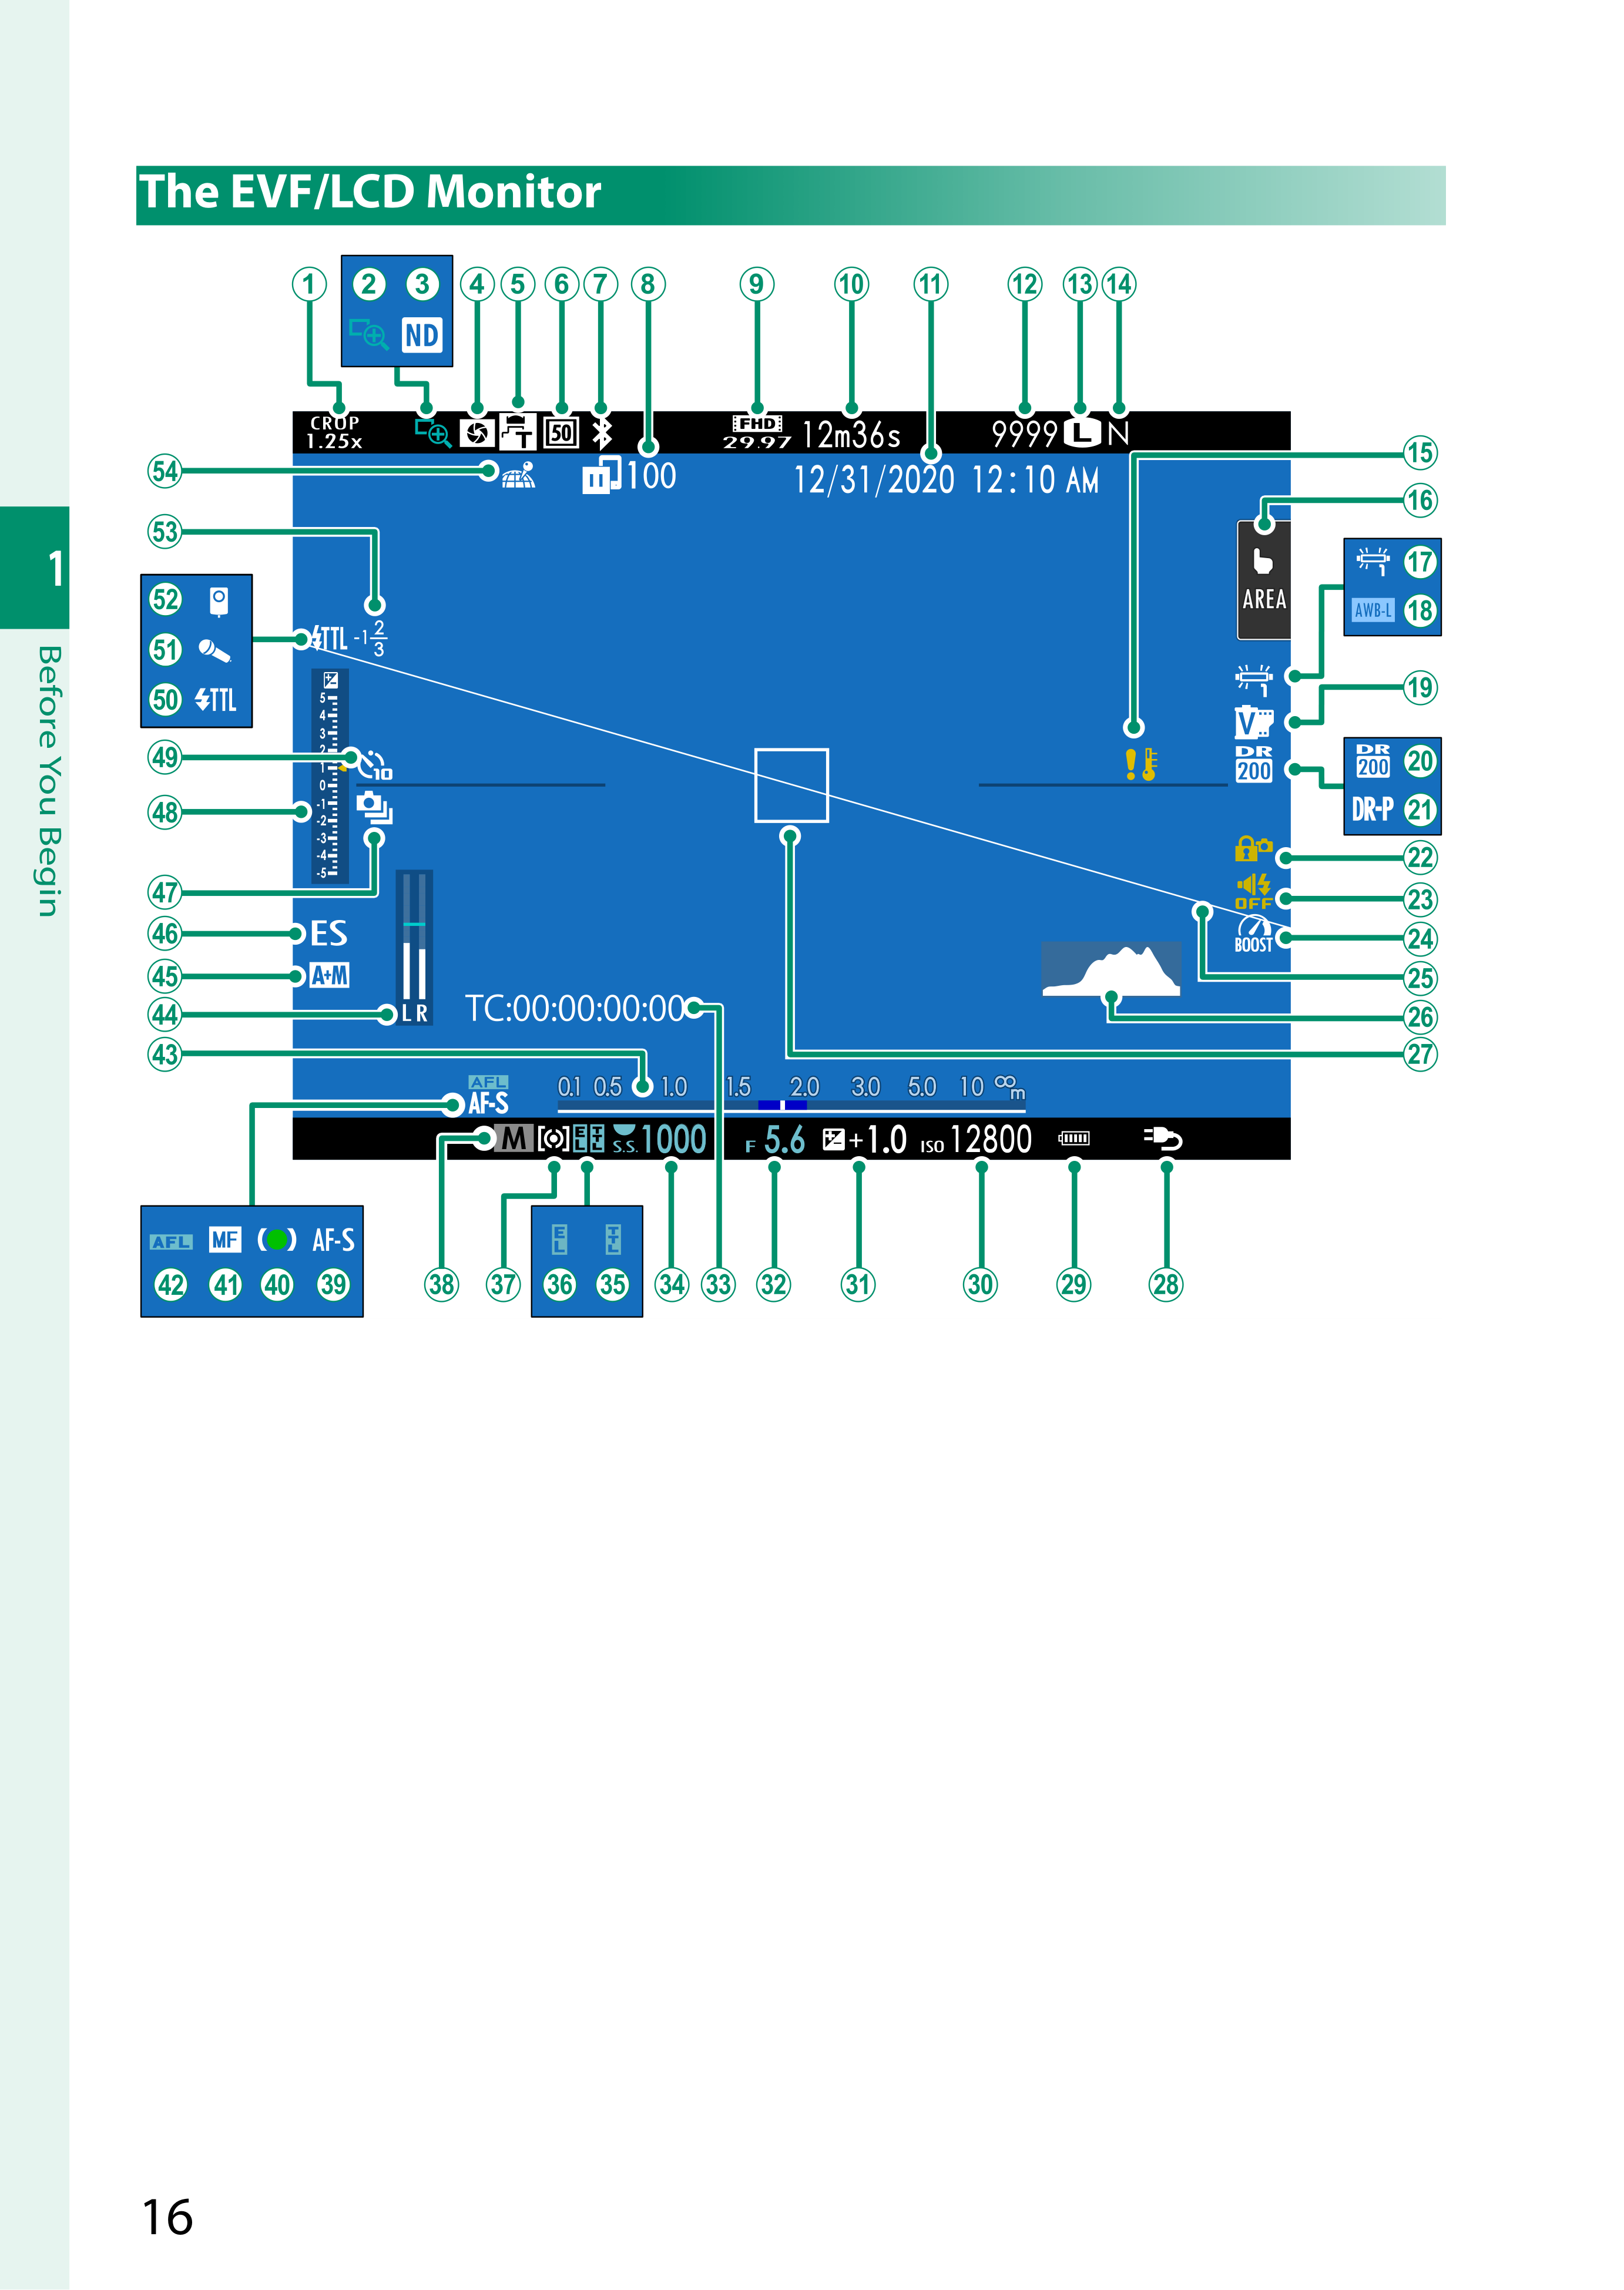 The EVF/LCD Monitor
1 2 3 4 5 6 7 8 9 10 11 12 13 14
ND
CROP
1.25x
T
50
FHD
29.97
12m36s
9999
L
N
100
12/31/2020 12:10 AM
54
53
52
51
50 TTL
49
48
47
46
45
44
43
TTL -1 2/3
5
4
3
2
1
0
-1
-2
-3
-4
-5
10
ES
A+M
L R
TC:00:00:00:00
15
16
AREA
17
1
AWB-L 18
1
19
V
DR
200
DR
200 20
DR-P 21
22
23
OFF
24
BOOST
25
26
27
0.1 0.5 1.0 1.5 2.0 3.0 5.0 10 ∞
m
AFL
AF-S
M EL TTL S.S. 1000 F 5.6 +1.0 ISO 12800
AFL MF AF-S
42 41 40 39
EL TTL
38 37 36 35 34 33 32 31 30 29 28
1
Before You Begin
16